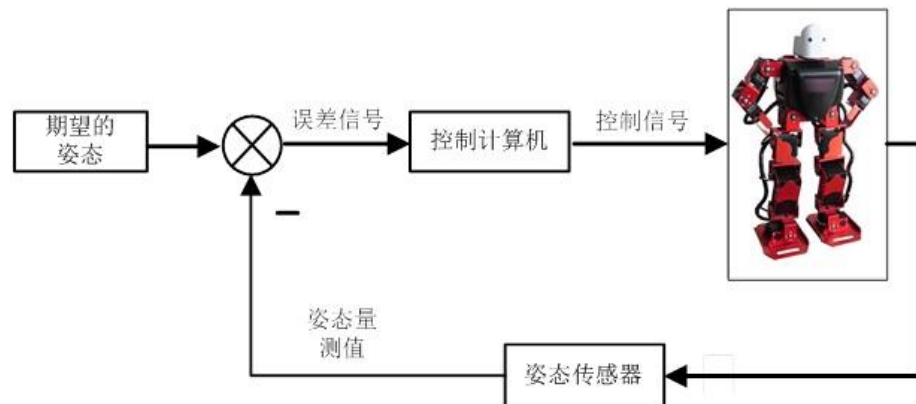 期望的
姿态
误差信号
控制计算机
控制信号
姿态量
测值
姿态传感器